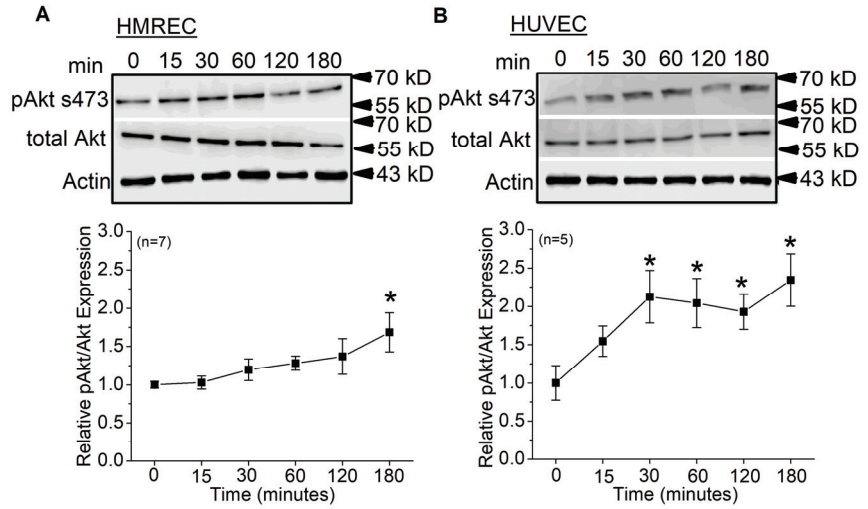 A
HMREC
min 0 15 30 60 120 180
pAkt s473
70 kD
55 kD
total Akt
70 kD
55 kD
Actin
43 kD
Relative pAkt/Akt Expression
3.0
2.5
2.0
1.5
1.0
0.5
0.0
(n=7)
*
0 15 30 60 120 180
Time (minutes)
B
HUVEC
min 0 15 30 60 120 180
pAkt s473
70 kD
55 kD
total Akt
70 kD
55 kD
Actin
43 kD
Relative pAkt/Akt Expression
3.0
2.5
2.0
1.5
1.0
0.5
0.0
(n=5)
* * * *
0 15 30 60 120 180
Time (minutes)